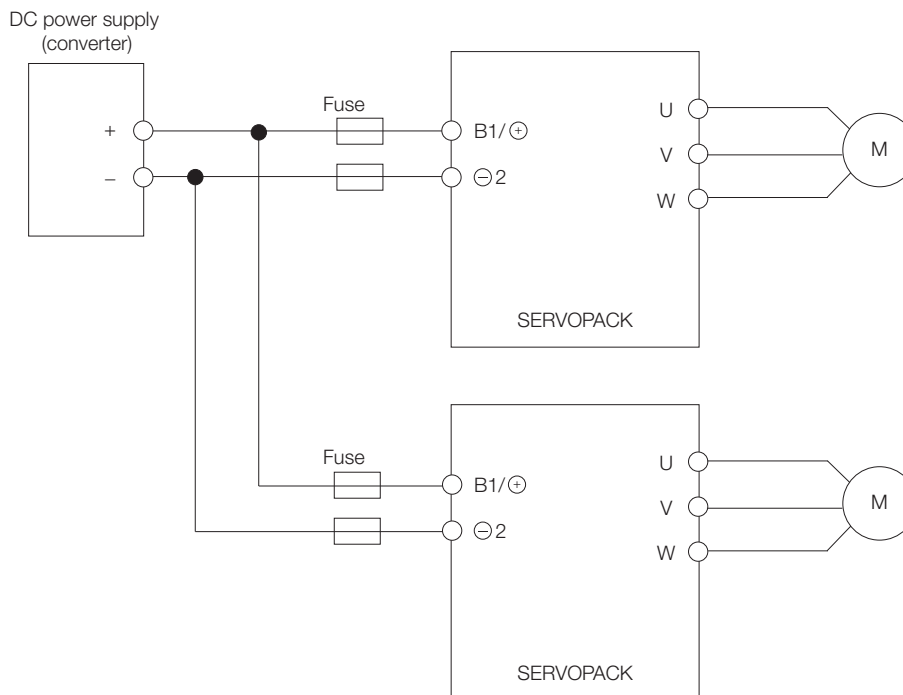 DC power supply
(converter)
+
–
Fuse
B1/⊕
⊖2
U
V
W
M
SERVOPACK
Fuse
B1/⊕
⊖2
U
V
W
M
SERVOPACK